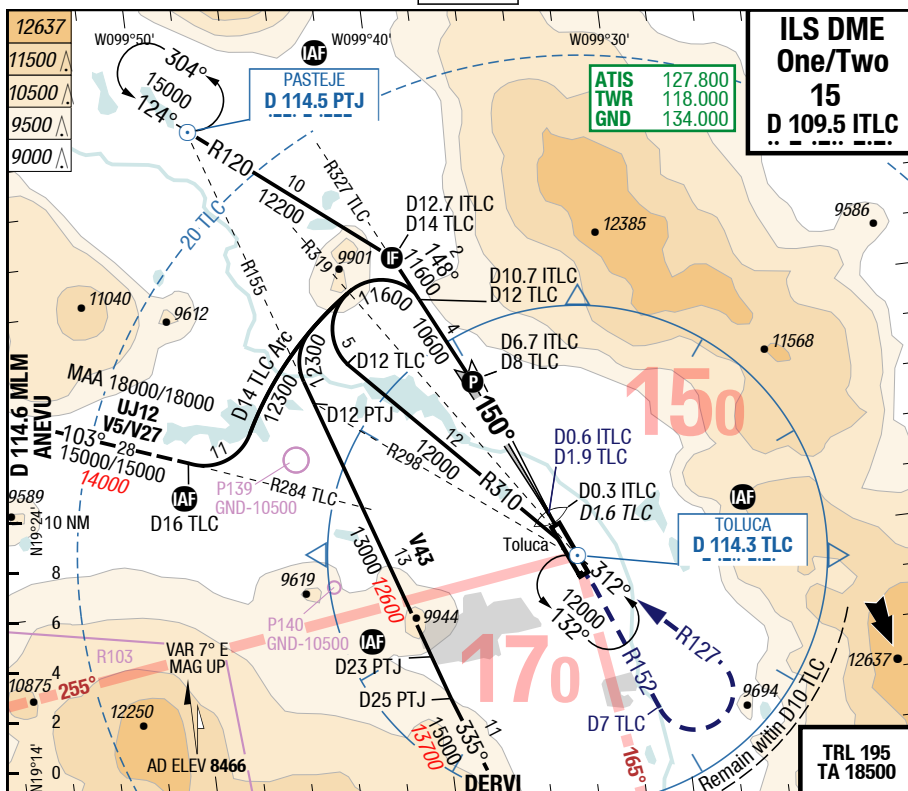 12637
11500
10500
9500
9000
W099°50'
W099°40'
W099°30'
ILS DME
One/Two
15
D 109.5 ITLC
ATIS 127.800
TWR 118.000
GND 134.000
IAF
PASTEJE
D 114.5 PTJ
304°
15000
124°
R120
10
12200
R327 TLC
20 TLC
R155
R319
9901
D12.7 ITLC
D14 TLC
IF
2
148°
11600
12385
9586
11040
9612
D10.7 ITLC
D12 TLC
11600
4
10600
D6.7 ITLC
D8 TLC
P
11568
D14 TLC Arc
12300
12300
5
D12 TLC
150°
150
MAA 18000/18000
D 114.6 MLM
ANEVU
UJ12
V5/V27
103°
28
15000/15000
14000
11
D12 PTJ
12
12000
R298
R310
D0.6 ITLC
D1.9 TLC
D0.3 ITLC
D1.6 TLC
IAF
D16 TLC
P139
GND-10500
R284 TLC
IAF
TOLUCA
D 114.3 TLC
Toluca
9589
N19°24'
10 NM
8
6
4
2
0
N19°14'
V43
13
13000
12600
9619
P140
GND-10500
9944
312°
12000
132°
R127
R152
IAF
D23 PTJ
D25 PTJ
170
D7 TLC
9694
12637
Remain witin D10 TLC
R103
VAR 7° E
MAG UP
10875
255°
12250
AD ELEV 8466
11
335°
15000
13700
DERVI
165°
TRL 195
TA 18500